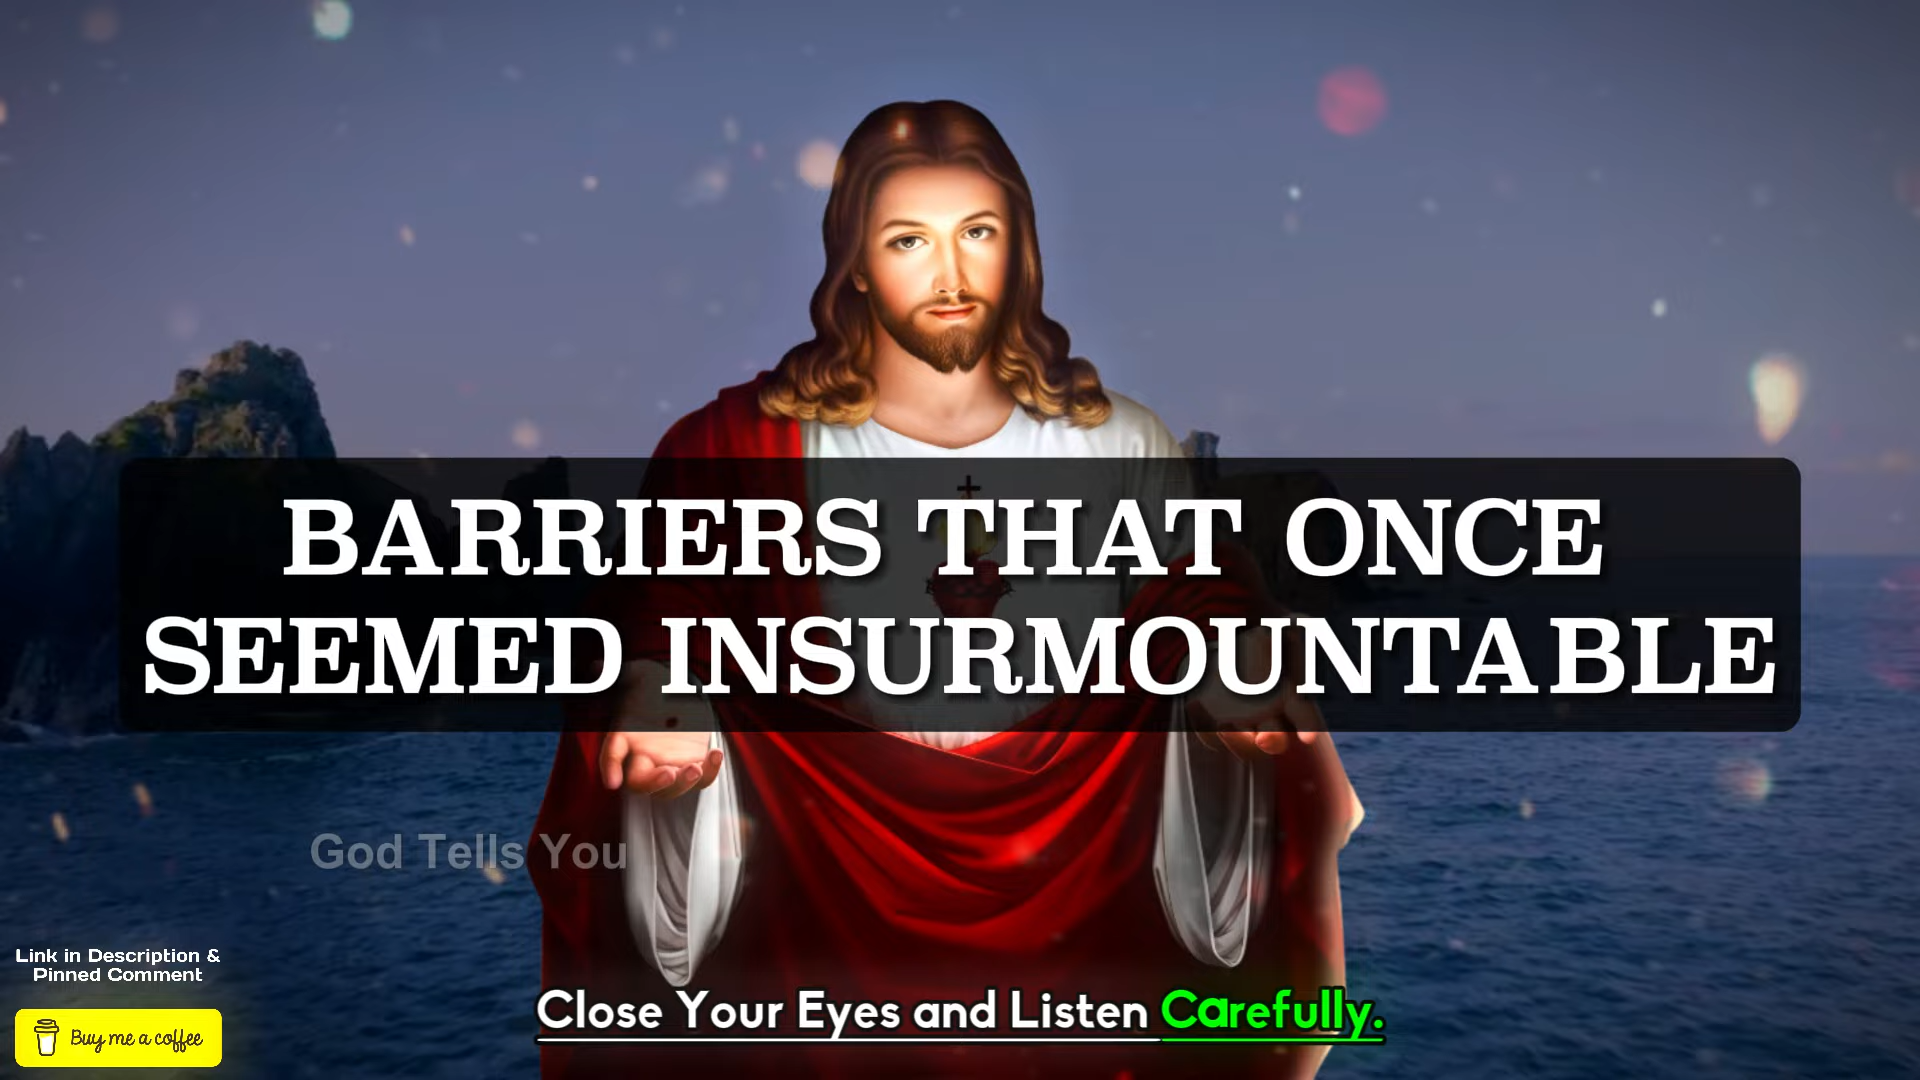 BARRIERS THAT ONCE
SEEMED INSURMOUNTABLE
God Tells You
Link in Description &
Pinned Comment
Buy me a coffee
Close Your Eyes and Listen Carefully.